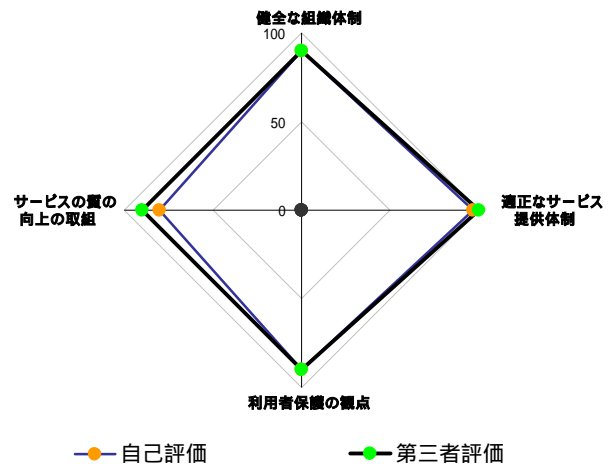 健全な組織体制
100
50
0
サービスの質の
向上の取組
適正なサービス
提供体制
利用者保護の観点
自己評価
第三者評価